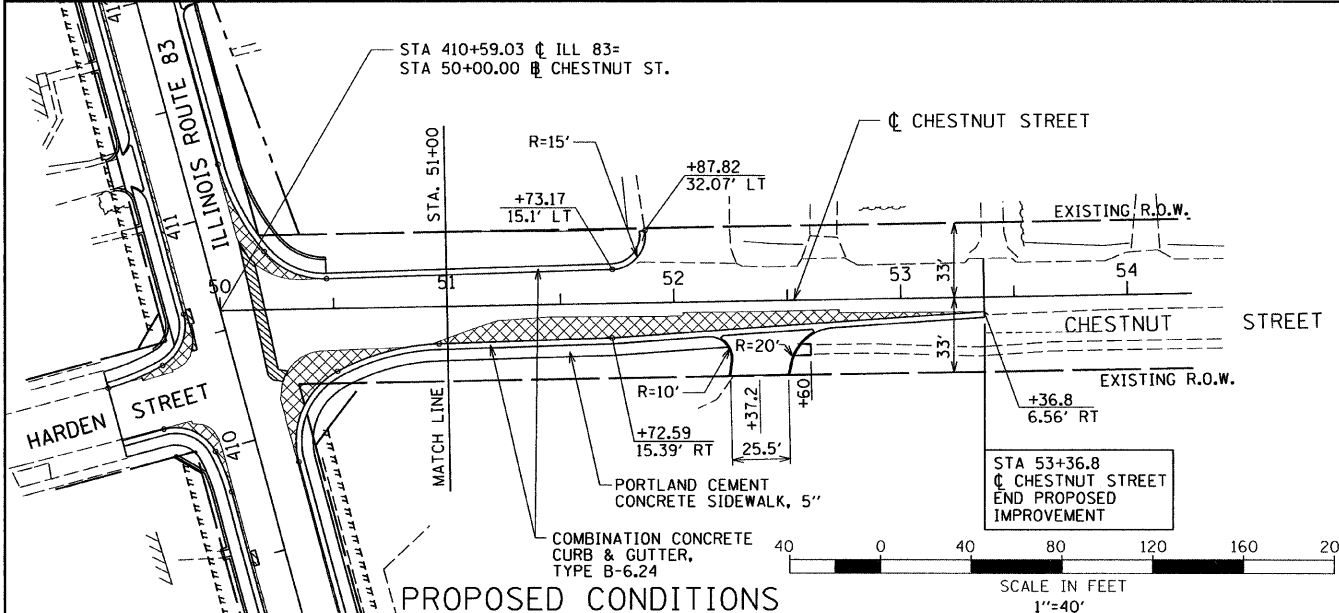 STA 410+59.03 ℄ ILL 83=
STA 50+00.00 ℄ CHESTNUT ST.
ILLINOIS ROUTE 83
411
410
HARDEN STREET
STA. 51+00
MATCH LINE
R=15'
+73.17
15.1' LT
+87.82
32.07' LT
℄ CHESTNUT STREET
EXISTING R.O.W.
50
51
52
53
54
33'
33'
CHESTNUT STREET
EXISTING R.O.W.
R=20'
R=10'
+37.2
+60
25.5'
+72.59
15.39' RT
+36.8
6.56' RT
PORTLAND CEMENT
CONCRETE SIDEWALK, 5"
COMBINATION CONCRETE
CURB & GUTTER,
TYPE B-6.24
STA 53+36.8
℄ CHESTNUT STREET
END PROPOSED
IMPROVEMENT
PROPOSED CONDITIONS
40 0 40 80 120 160
SCALE IN FEET
1"=40'